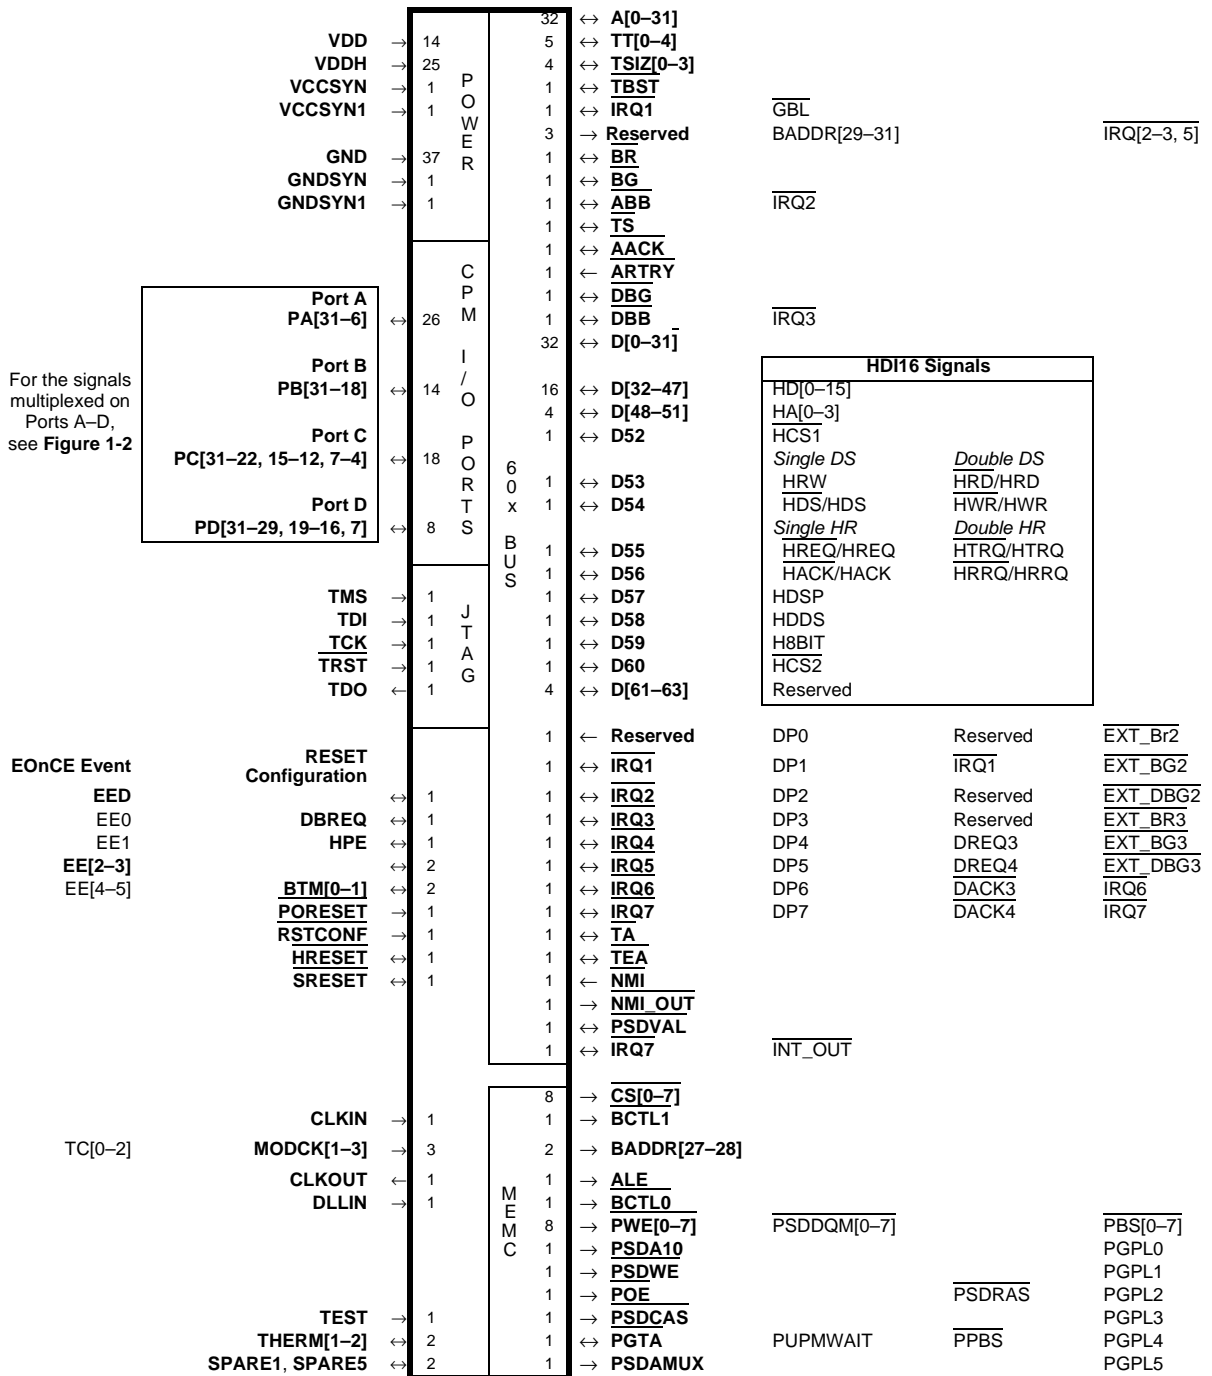 32 ↔ A[0–31]
VDD → 14 5 ↔ TT[0–4]
VDDH → 25 4 ↔ TSIZ[0–3]
VCCSYN → 1 1 ↔ TBST
VCCSYN1 → 1 1 ↔ IRQ1 GBL
3 → Reserved BADDR[29–31] IRQ[2–3, 5]
GND → 37 1 ↔ BR
GNDSYN → 1 1 ↔ BG
GNDSYN1 → 1 1 ↔ ABB IRQ2
POWER
1 ↔ TS
1 ↔ AACK
1 ← ARTRY
Port A 1 ↔ DBG
PA[31–6] ↔ 26 1 ↔ DBB IRQ3
32 ↔ D[0–31]
Port B HDI16 Signals
For the signals
multiplexed on
Ports A–D,
see Figure 1-2
PB[31–18] ↔ 14 16 ↔ D[32–47] HD[0–15]
4 ↔ D[48–51] HA[0–3]
Port C 1 ↔ D52 HCS1
PC[31–22, 15–12, 7–4] ↔ 18 Single DS Double DS
1 ↔ D53 HRW HRD/HRD
Port D 1 ↔ D54 HDS/HDS HWR/HWR
PD[31–29, 19–16, 7] ↔ 8 Single HR Double HR
CPM I/O PORTS
60x BUS
1 ↔ D55 HREQ/HREQ HTRQ/HTRQ
1 ↔ D56 HACK/HACK HRRQ/HRRQ
TMS → 1 1 ↔ D57 HDSP
TDI → 1 1 ↔ D58 HDDS
TCK → 1 1 ↔ D59 H8BIT
TRST → 1 1 ↔ D60 HCS2
TDO ← 1 4 ↔ D[61–63] Reserved
JTAG
1 ← Reserved DP0 Reserved EXT_Br2
EOnCE Event RESET
Configuration 1 ↔ IRQ1 DP1 IRQ1 EXT_BG2
EED ↔ 1 1 ↔ IRQ2 DP2 Reserved EXT_DBG2
EE0 DBREQ ↔ 1 1 ↔ IRQ3 DP3 Reserved EXT_BR3
EE1 HPE ↔ 1 1 ↔ IRQ4 DP4 DREQ3 EXT_BG3
EE[2–3] ↔ 2 1 ↔ IRQ5 DP5 DREQ4 EXT_DBG3
EE[4–5] BTM[0–1] ↔ 2 1 ↔ IRQ6 DP6 DACK3 IRQ6
PORESET → 1 1 ↔ IRQ7 DP7 DACK4 IRQ7
RSTCONF → 1 1 ↔ TA
HRESET ↔ 1 1 ↔ TEA
SRESET ↔ 1 1 ← NMI
1 → NMI_OUT
1 ↔ PSDVAL
1 ↔ IRQ7 INT_OUT
8 → CS[0–7]
CLKIN → 1 1 → BCTL1
TC[0–2] MODCK[1–3] → 3 2 → BADDR[27–28]
CLKOUT ← 1 1 → ALE
DLLIN → 1 1 → BCTL0
MEMC
8 → PWE[0–7] PSDDQM[0–7] PBS[0–7]
1 → PSDA10 PGPL0
1 → PSDWE PGPL1
1 → POE PSDRAS PGPL2
TEST → 1 1 → PSDCAS PGPL3
THERM[1–2] ↔ 2 1 ↔ PGTA PUPMWAIT PPBS PGPL4
SPARE1, SPARE5 ↔ 2 1 → PSDAMUX PGPL5